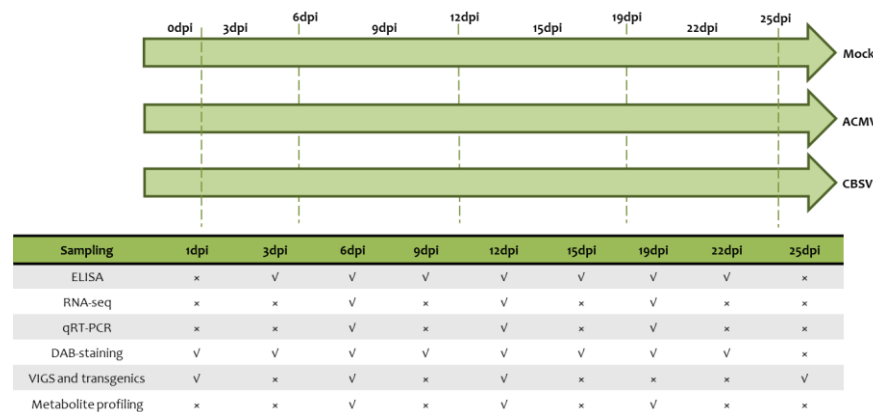 0dpi 3dpi 6dpi 9dpi 12dpi 15dpi 19dpi 22dpi 25dpi
Mock
ACMV
CBSV
Sampling 1dpi 3dpi 6dpi 9dpi 12dpi 15dpi 19dpi 22dpi 25dpi
ELISA × √ √ √ √ √ √ √ ×
RNA-seq × × √ × √ × √ × ×
qRT-PCR × × √ × √ × √ × ×
DAB-staining √ √ √ √ √ √ √ √ ×
VIGS and transgenics √ × √ × √ × × × √
Metabolite profiling × × √ × √ × √ × ×